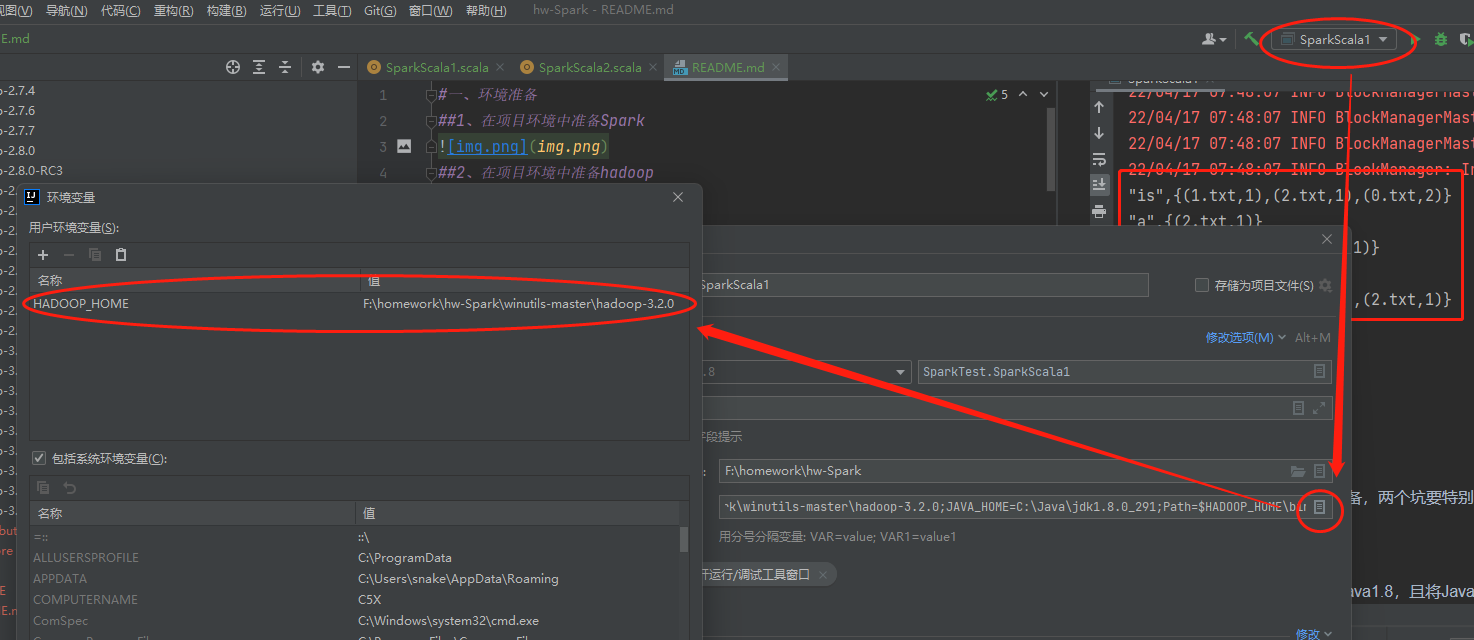 视图(V) 导航(N) 代码(C) 重构(R) 构建(B) 运行(U) 工具(T) Git(G) 窗口(W) 帮助(H) hw-Spark - README.md
E.md
SparkScala1
SparkScala1.scala SparkScala2.scala README.md
-2.7.4
-2.7.6
-2.7.7
-2.8.0
-2.8.0-RC3
1 #一、环境准备
2 ##1、在项目环境中准备Spark
3 ![img.png](img.png)
4 ##2、在项目环境中准备hadoop
5
22/04/17 07:48:07 INFO BlockManagerMast
22/04/17 07:48:07 INFO BlockManagerMast
22/04/17 07:48:07 INFO BlockManagerMast
22/04/17 07:48:07 INFO BlockManager: In
"is",{(1.txt,1),(2.txt,1),(0.txt,2)}
"a",{(2.txt,1)}
1)}
,(2.txt,1)}
环境变量
用户环境变量(S):
名称 值
HADOOP_HOME F:\homework\hw-Spark\winutils-master\hadoop-3.2.0
包括系统环境变量(C):
名称 值
=:: ::\
ALLUSERSPROFILE C:\ProgramData
APPDATA C:\Users\snake\AppData\Roaming
COMPUTERNAME C5X
ComSpec C:\Windows\system32\cmd.exe
SparkScala1
存储为项目文件(S)
修改选项(M) Alt+M
.8 SparkTest.SparkScala1
字段提示
F:\homework\hw-Spark
rk\winutils-master\hadoop-3.2.0;JAVA_HOME=C:\Java\jdk1.8.0_291;Path=$HADOOP_HOME\bin
用分号分隔变量: VAR=value; VAR1=value1
开运行/调试工具窗口
修改
备，两个坑要特别
ava1.8，且将Java